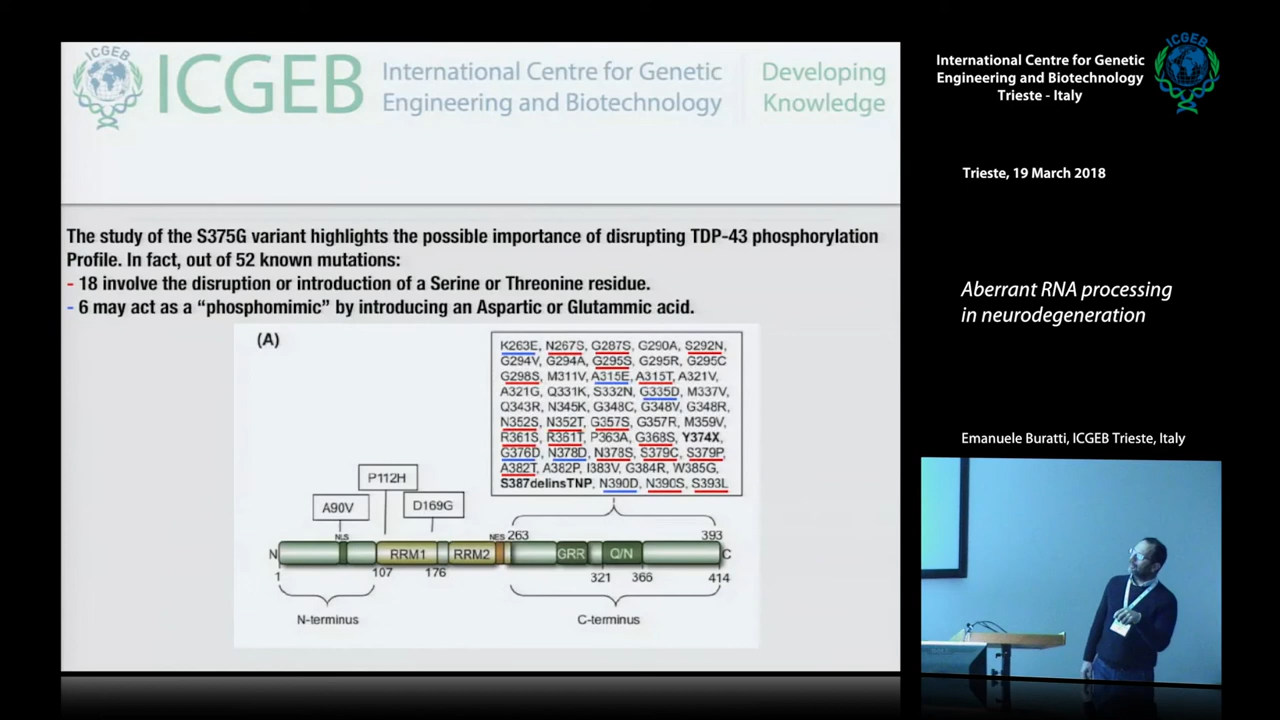 ICGEB
ICGEB
International Centre for Genetic
Engineering and Biotechnology
Developing
Knowledge
The study of the S375G variant highlights the possible importance of disrupting TDP-43 phosphorylation
Profile. In fact, out of 52 known mutations:
- 18 involve the disruption or introduction of a Serine or Threonine residue.
- 6 may act as a “phosphomimic” by introducing an Aspartic or Glutammic acid.
(A)
K263E, N267S, G287S, G290A, S292N,
G294V, G294A, G295S, G295R, G295C
G298S, M311V, A315E, A315T, A321V,
A321G, Q331K, S332N, G335D, M337V,
Q343R, N345K, G348C, G348V, G348R,
N352S, N352T, G357S, G357R, M359V,
R361S, R361T, P363A, G368S, Y374X,
G376D, N378D, N378S, S379C, S379P,
A382T, A382P, I383V, G384R, W385G,
S387delinsTNP, N390D, N390S, S393L
P112H
A90V
D169G
NLS
NES
263
393
N
RRM1
RRM2
GRR
Q/N
C
1
107
176
321
366
414
N-terminus
C-terminus
International Centre for Genetic
Engineering and Biotechnology
Trieste - Italy
ICGEB
Trieste, 19 March 2018
Aberrant RNA processing
in neurodegeneration
Emanuele Buratti, ICGEB Trieste, Italy